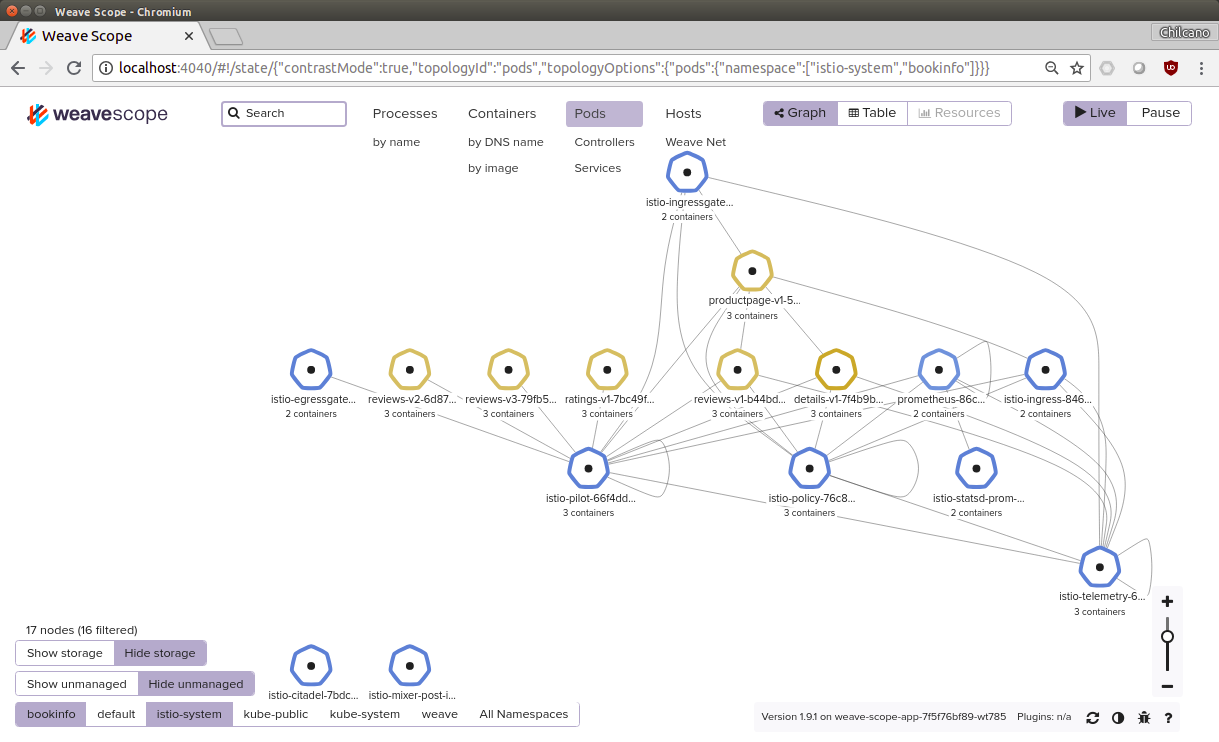 Weave Scope - Chromium
Weave Scope
Chilcano
localhost:4040/#!/state/{"contrastMode":true,"topologyId":"pods","topologyOptions":{"pods":{"namespace":["istio-system","bookinfo"]}}}
weavescope
Search
Processes Containers Pods Hosts
Graph Table Resources
Live Pause
by name by DNS name Controllers Weave Net
by image Services
istio-ingressgate...
2 containers
productpage-v1-5...
3 containers
istio-egressgate... reviews-v2-6d87... reviews-v3-79fb5... ratings-v1-7bc49f... reviews-v1-b44bd... details-v1-7f4b9b... prometheus-86c... istio-ingress-846...
2 containers 3 containers 3 containers 3 containers 3 containers 3 containers 2 containers 2 containers
istio-pilot-66f4dd... istio-policy-76c8... istio-statsd-prom-...
3 containers 3 containers 2 containers
istio-telemetry-6...
3 containers
17 nodes (16 filtered)
Show storage Hide storage
Show unmanaged Hide unmanaged
istio-citadel-7bdc... istio-mixer-post-i...
bookinfo default istio-system kube-public kube-system weave All Namespaces
Version 1.9.1 on weave-scope-app-7f5f76bf89-wt785 Plugins: n/a